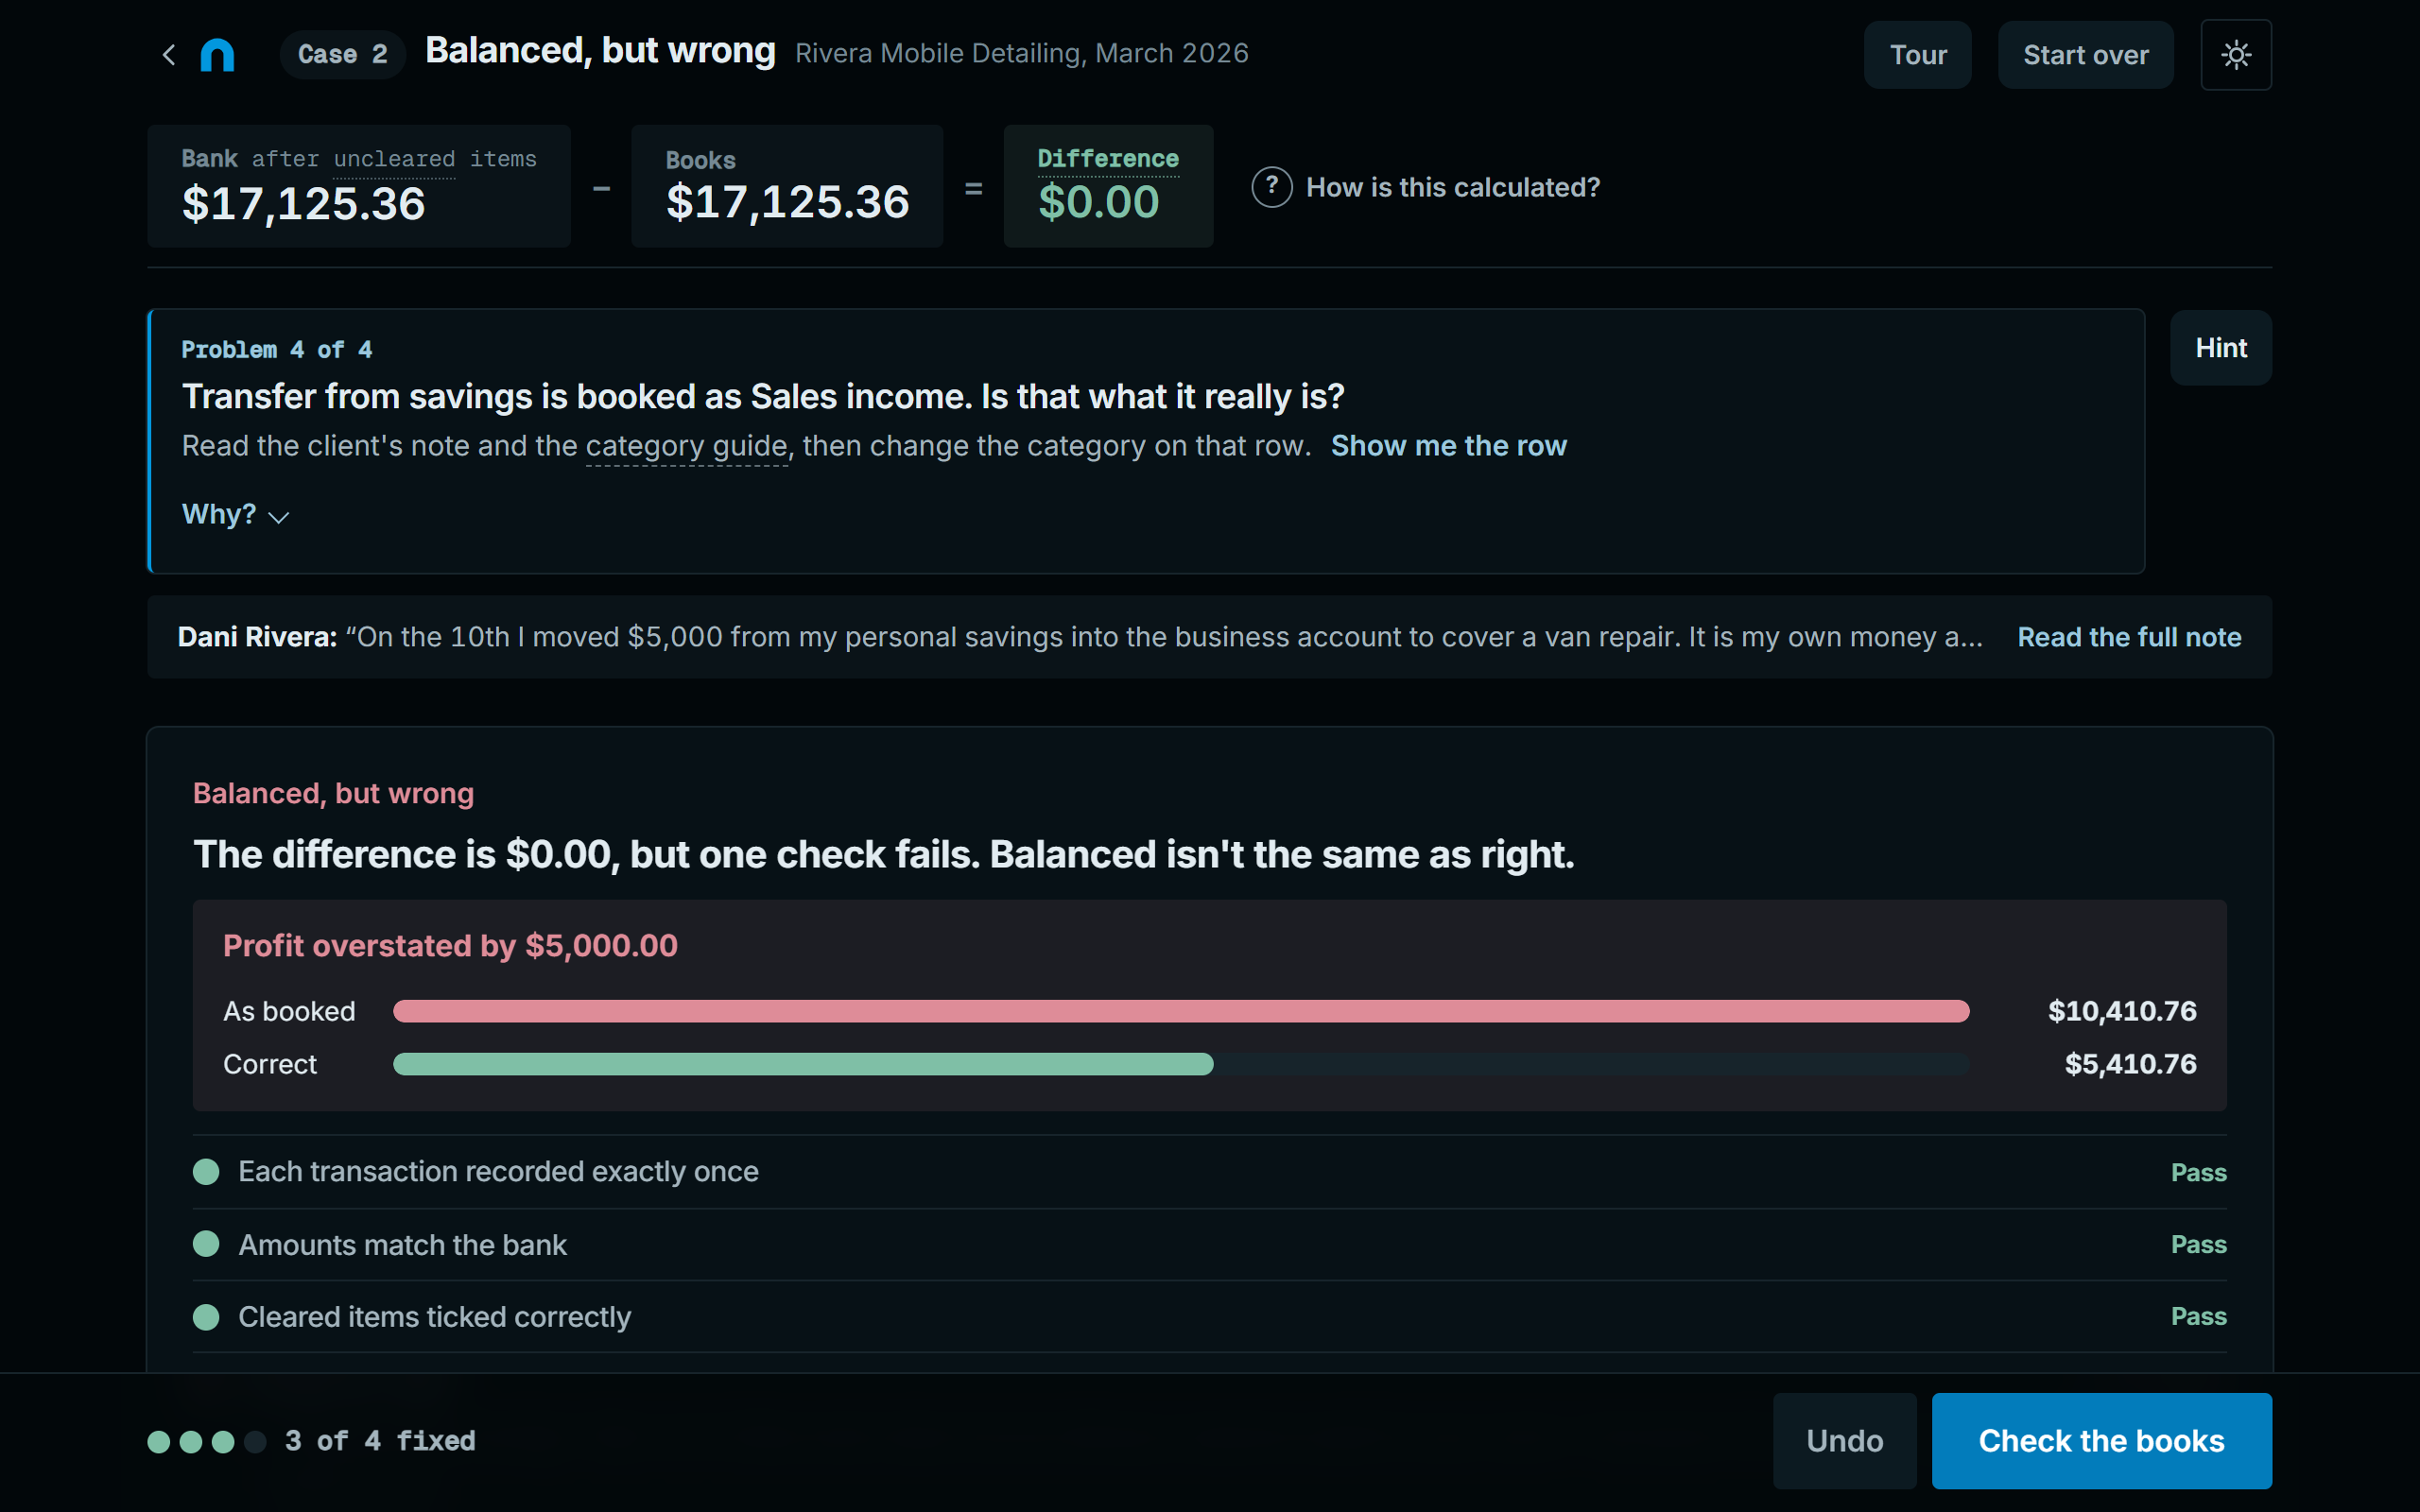 Case 2 Balanced, but wrong Rivera Mobile Detailing, March 2026 Tour Start over
Bank after uncleared items
$17,125.36
–
Books
$17,125.36
=
Difference
$0.00
? How is this calculated?
Problem 4 of 4
Transfer from savings is booked as Sales income. Is that what it really is?
Read the client's note and the category guide, then change the category on that row. Show me the row
Why?
Hint
Dani Rivera: “On the 10th I moved $5,000 from my personal savings into the business account to cover a van repair. It is my own money a... Read the full note
Balanced, but wrong
The difference is $0.00, but one check fails. Balanced isn't the same as right.
Profit overstated by $5,000.00
As booked $10,410.76
Correct $5,410.76
Each transaction recorded exactly once Pass
Amounts match the bank Pass
Cleared items ticked correctly Pass
3 of 4 fixed Undo Check the books